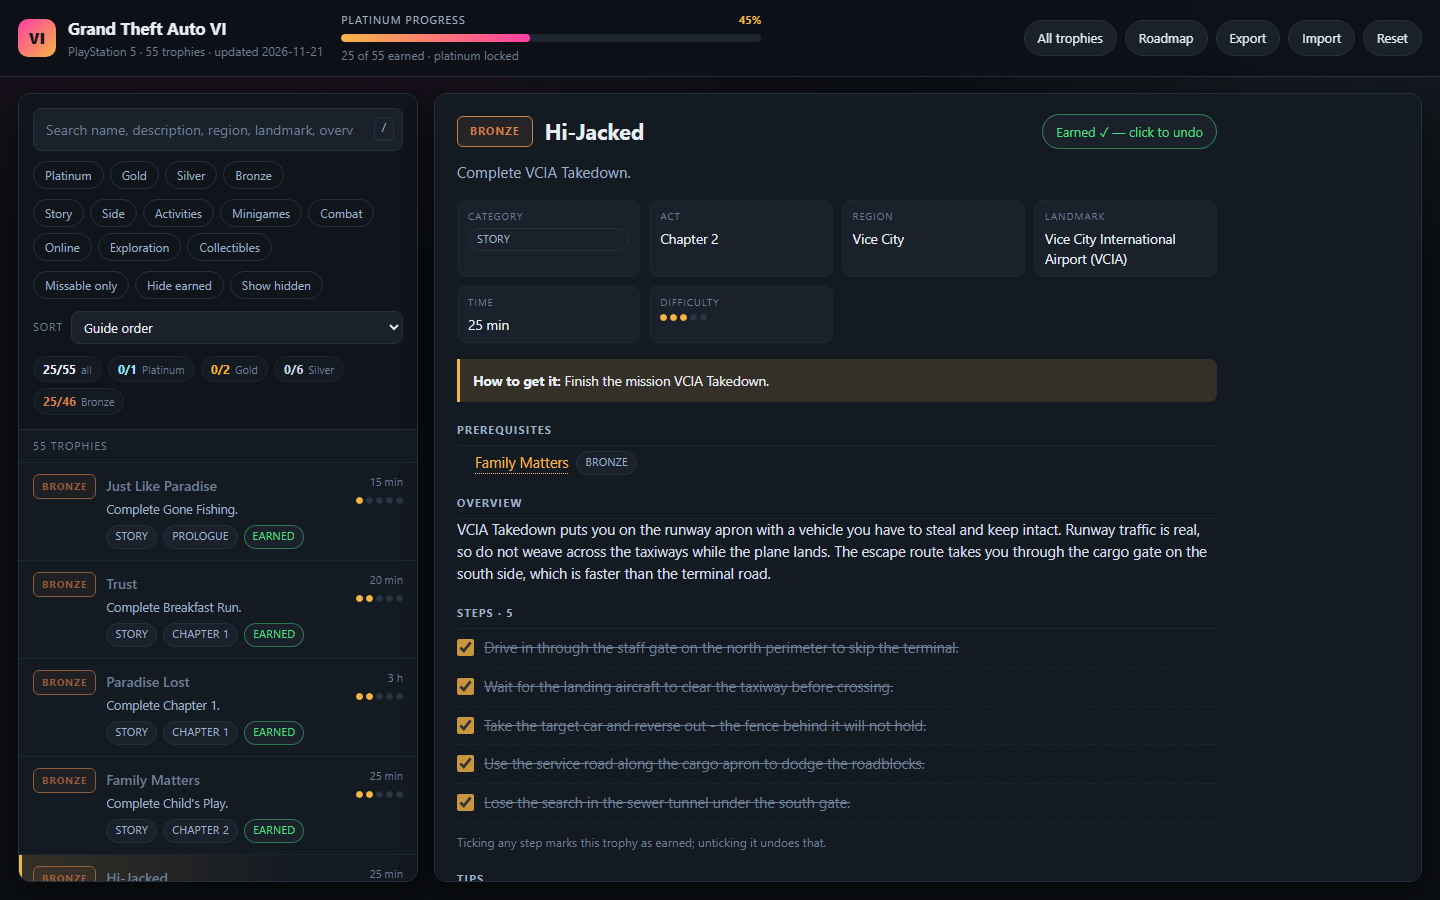 VI
Grand Theft Auto VI
PlayStation 5 · 55 trophies · updated 2026-11-21
PLATINUM PROGRESS
45%
25 of 55 earned · platinum locked
All trophies
Roadmap
Export
Import
Reset
Search name, description, region, landmark, overv
/
Platinum
Gold
Silver
Bronze
Story
Side
Activities
Minigames
Combat
Online
Exploration
Collectibles
Missable only
Hide earned
Show hidden
SORT
Guide order
25/55 all
0/1 Platinum
0/2 Gold
0/6 Silver
25/46 Bronze
55 TROPHIES
BRONZE
Just Like Paradise
15 min
Complete Gone Fishing.
STORY
PROLOGUE
EARNED
BRONZE
Trust
20 min
Complete Breakfast Run.
STORY
CHAPTER 1
EARNED
BRONZE
Paradise Lost
3 h
Complete Chapter 1.
STORY
CHAPTER 1
EARNED
BRONZE
Family Matters
25 min
Complete Child's Play.
STORY
CHAPTER 2
EARNED
BRONZE
Hi-Jacked
25 min
BRONZE
Hi-Jacked
Earned ✓ — click to undo
Complete VCIA Takedown.
CATEGORY
STORY
ACT
Chapter 2
REGION
Vice City
LANDMARK
Vice City International
Airport (VCIA)
TIME
25 min
DIFFICULTY
How to get it: Finish the mission VCIA Takedown.
PREREQUISITES
Family Matters
BRONZE
OVERVIEW
VCIA Takedown puts you on the runway apron with a vehicle you have to steal and keep intact. Runway traffic is real,
so do not weave across the taxiways while the plane lands. The escape route takes you through the cargo gate on the
south side, which is faster than the terminal road.
STEPS · 5
Drive in through the staff gate on the north perimeter to skip the terminal.
Wait for the landing aircraft to clear the taxiway before crossing.
Take the target car and reverse out - the fence behind it will not hold.
Use the service road along the cargo apron to dodge the roadblocks.
Lose the search in the sewer tunnel under the south gate.
Ticking any step marks this trophy as earned; unticking it undoes that.
TIPS